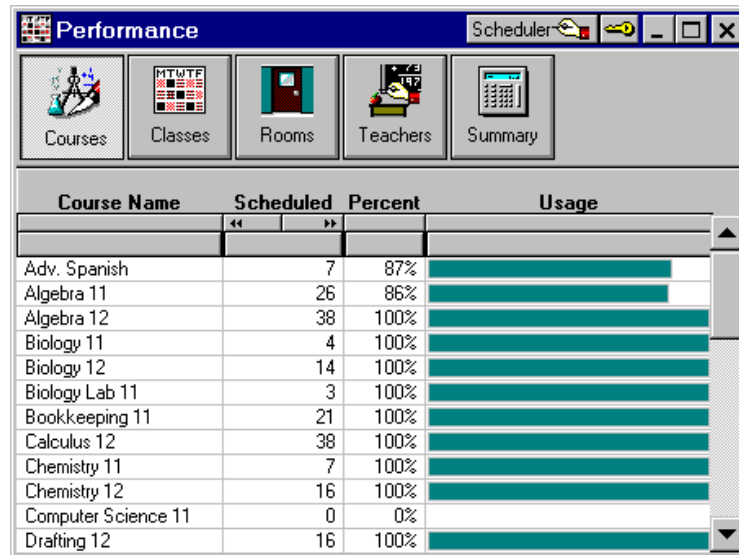 Performance
Scheduler
MTWTF
Courses Classes Rooms Teachers Summary
Course Name Scheduled Percent Usage
Adv. Spanish 7 87%
Algebra 11 26 86%
Algebra 12 38 100%
Biology 11 4 100%
Biology 12 14 100%
Biology Lab 11 3 100%
Bookkeeping 11 21 100%
Calculus 12 38 100%
Chemistry 11 7 100%
Chemistry 12 16 100%
Computer Science 11 0 0%
Drafting 12 16 100%